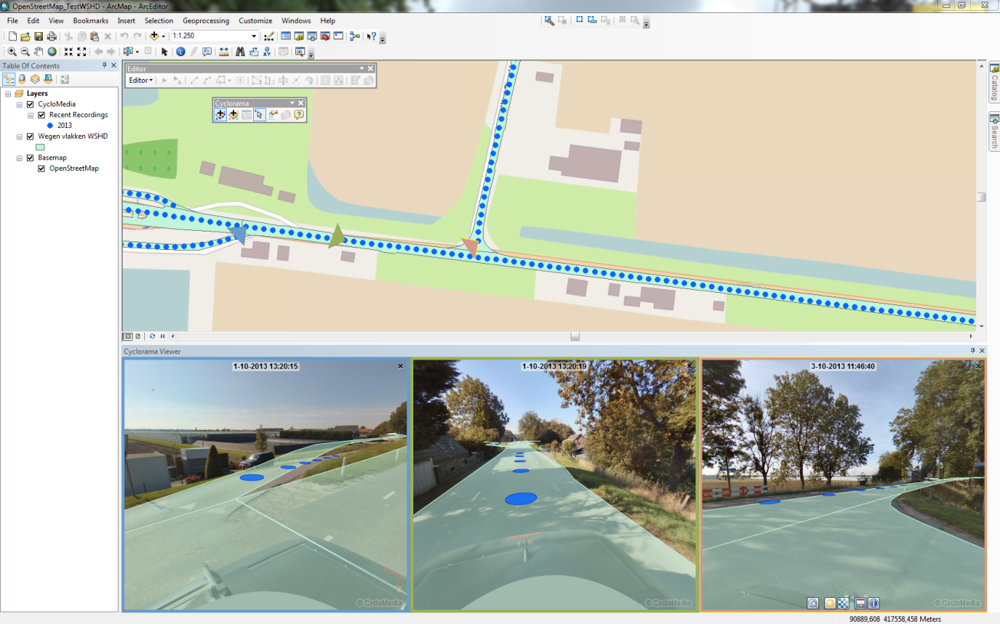 OpenStreetMap_TestWSHD - ArcMap - ArcEditor
File Edit View Bookmarks Insert Selection Geoprocessing Customize Windows Help
1:1.250
Table Of Contents
Layers
CycloMedia
Recent Recordings
2013
Wegen vlakken WSHD
Basemap
OpenStreetMap
Editor
Editor
Cyclorama
Catalog
Search
Cyclorama Viewer
1-10-2013 13:20:15
1-10-2013 13:20:19
3-10-2013 11:46:40
© CycloMedia
© CycloMedia
© CycloMedia
90889,608 417558,458 Meters